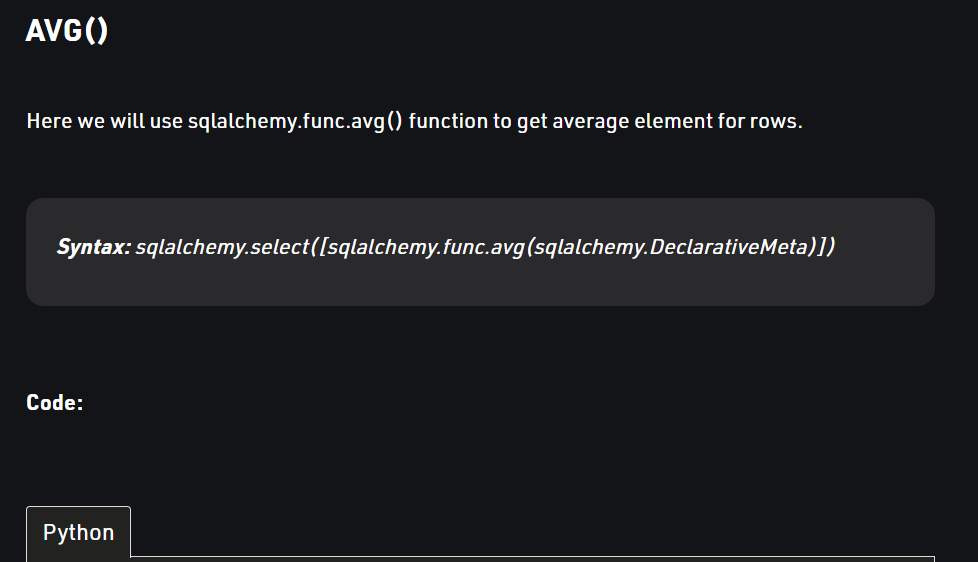 AVG()
Here we will use sqlalchemy.func.avg() function to get average element for rows.
Syntax: sqlalchemy.select([sqlalchemy.func.avg(sqlalchemy.DeclarativeMeta)])
Code:
Python